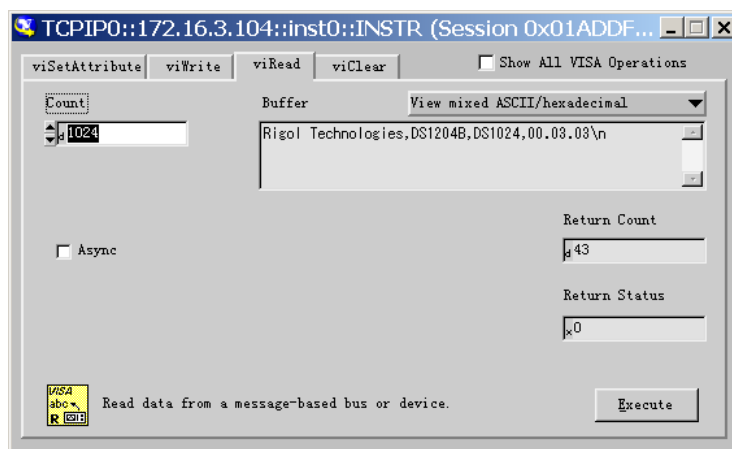 TCPIP0::172.16.3.104::inst0::INSTR (Session 0x01ADDF...
viSetAttribute viWrite viRead viClear Show All VISA Operations
Count Buffer View mixed ASCII/hexadecimal
d 1024 Rigol Technologies,DS1204B,DS1024,00.03.03\n
Return Count
Async d 43
Return Status
x 0
VISA
abc
R
Read data from a message-based bus or device. Execute